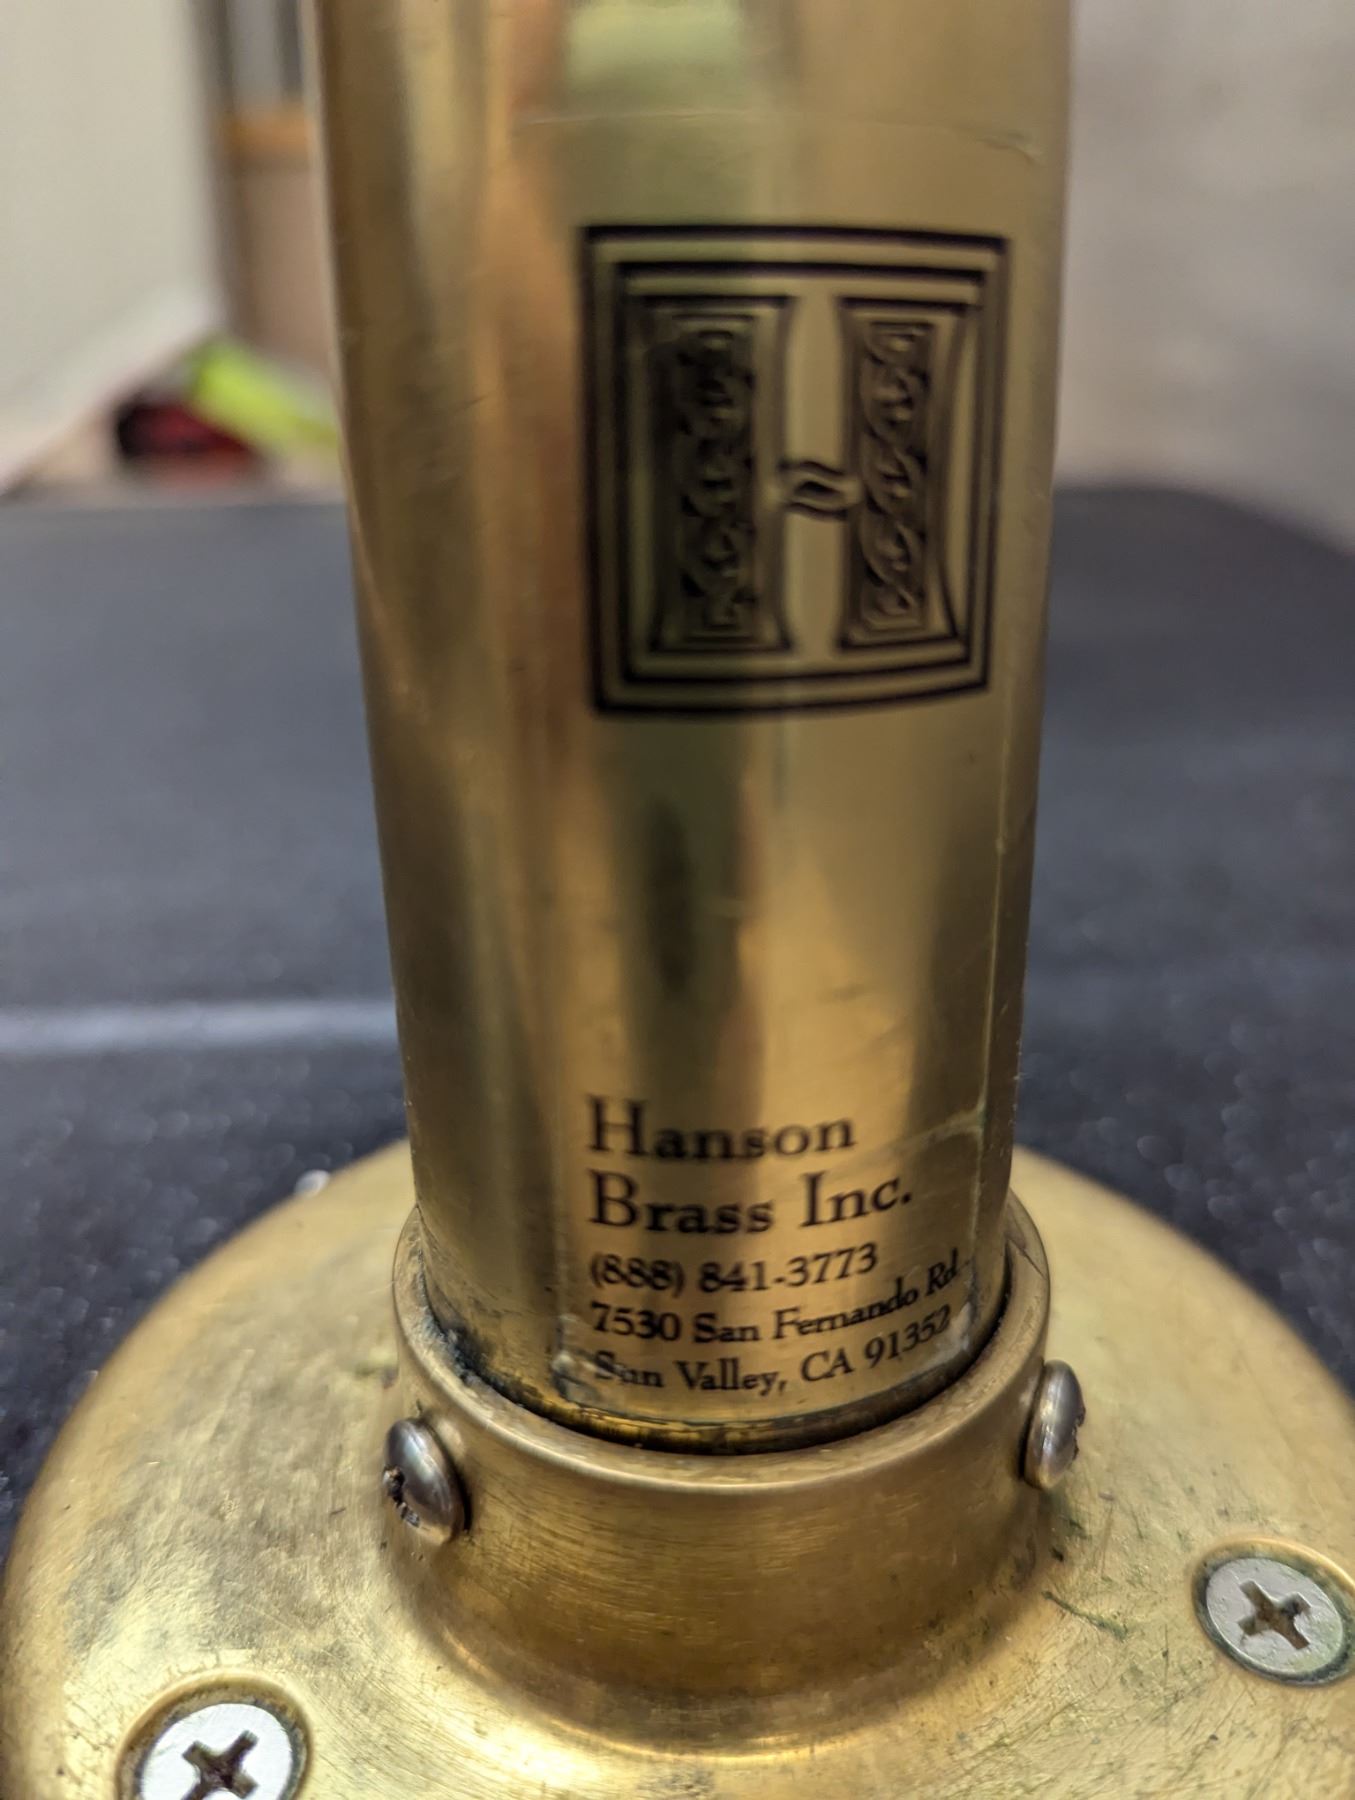 H
Hanson
Brass Inc.
(888) 841-3773
7530 San Fernando Rd
Sun Valley, CA 91352